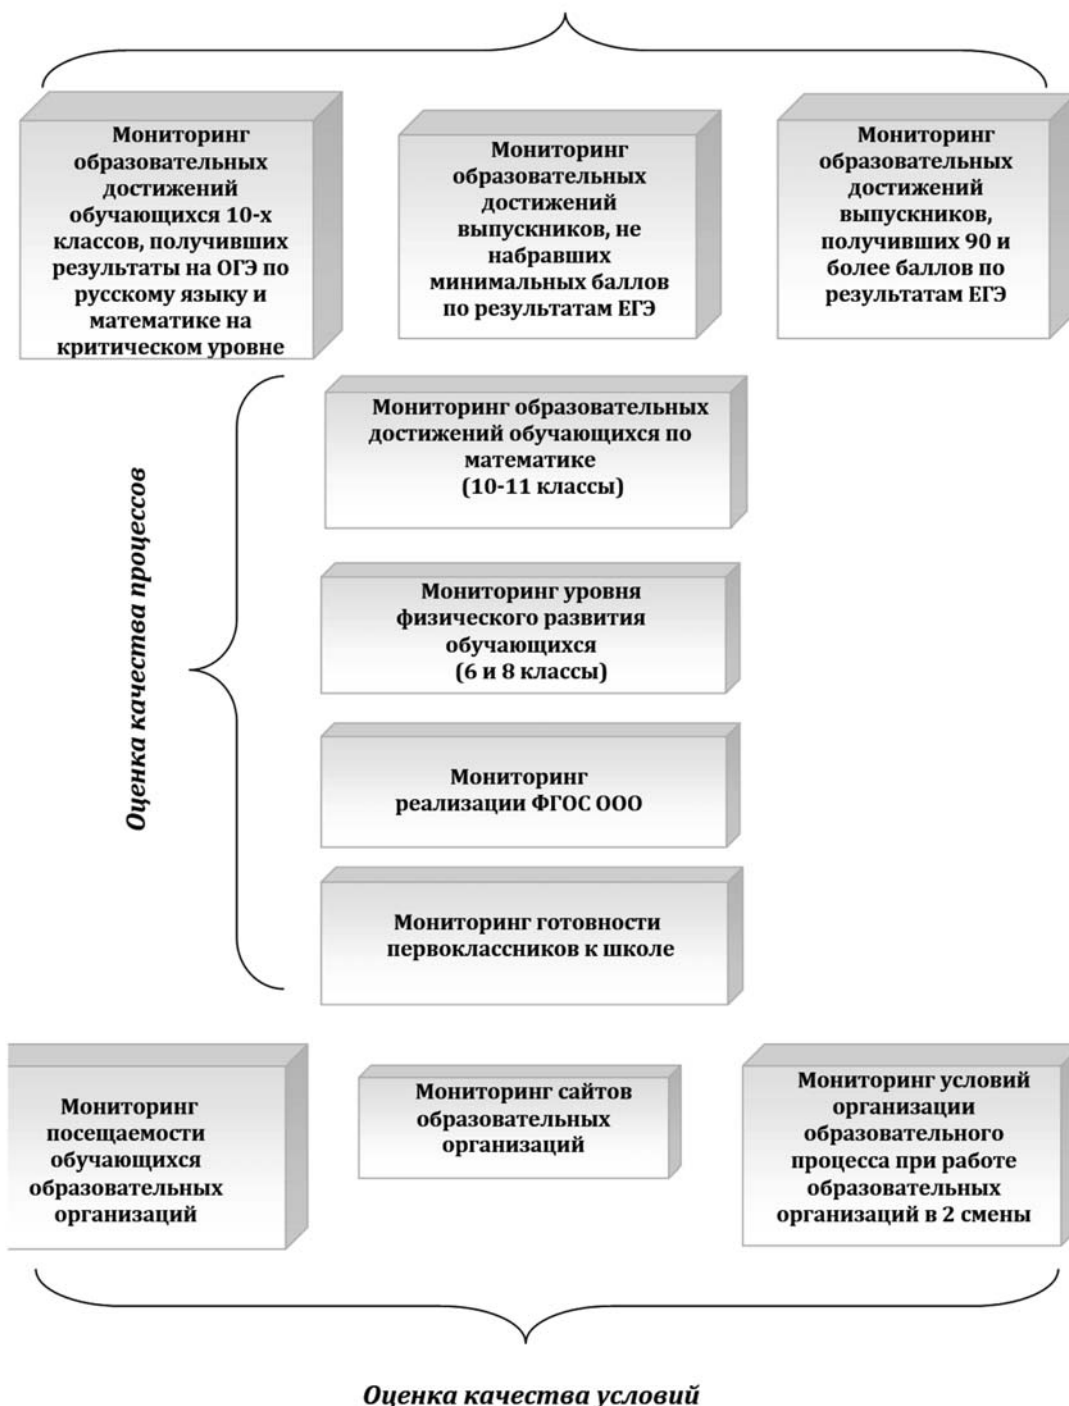 Мониторинг
образовательных
достижений
обучающихся 10-х
классов, получивших
результаты на ОГЭ по
русскому языку и
математике на
критическом уровне
Мониторинг
образовательных
достижений
выпускников, не
набравших
минимальных баллов
по результатам ЕГЭ
Мониторинг
образовательных
достижений
выпускников,
получивших 90 и
более баллов по
результатам ЕГЭ
Оценка качества процессов
Мониторинг образовательных
достижений обучающихся по
математике
(10-11 классы)
Мониторинг уровня
физического развития
обучающихся
(6 и 8 классы)
Мониторинг
реализации ФГОС ООО
Мониторинг готовности
первоклассников к школе
Мониторинг
посещаемости
обучающихся
образовательных
организаций
Мониторинг сайтов
образовательных
организаций
Мониторинг условий
организации
образовательного
процесса при работе
образовательных
организаций в 2 смены
Оценка качества условий